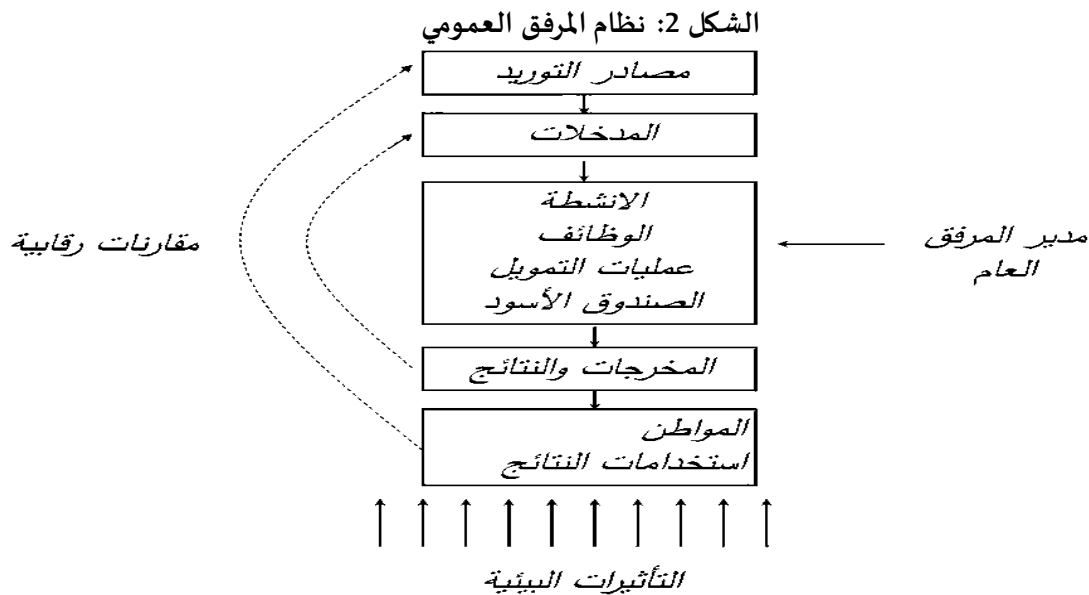 الشكل 2: نظام المرفق العمومي
مصادر التوريد
المدخلات
الانشطة
الوظائف
عمليات التمويل
الصندوق الأسود
مدير المرفق
العام
مقارنات رقابية
المخرجات والنتائج
المواطن
استخدامات النتائج
التأثيرات البيئية